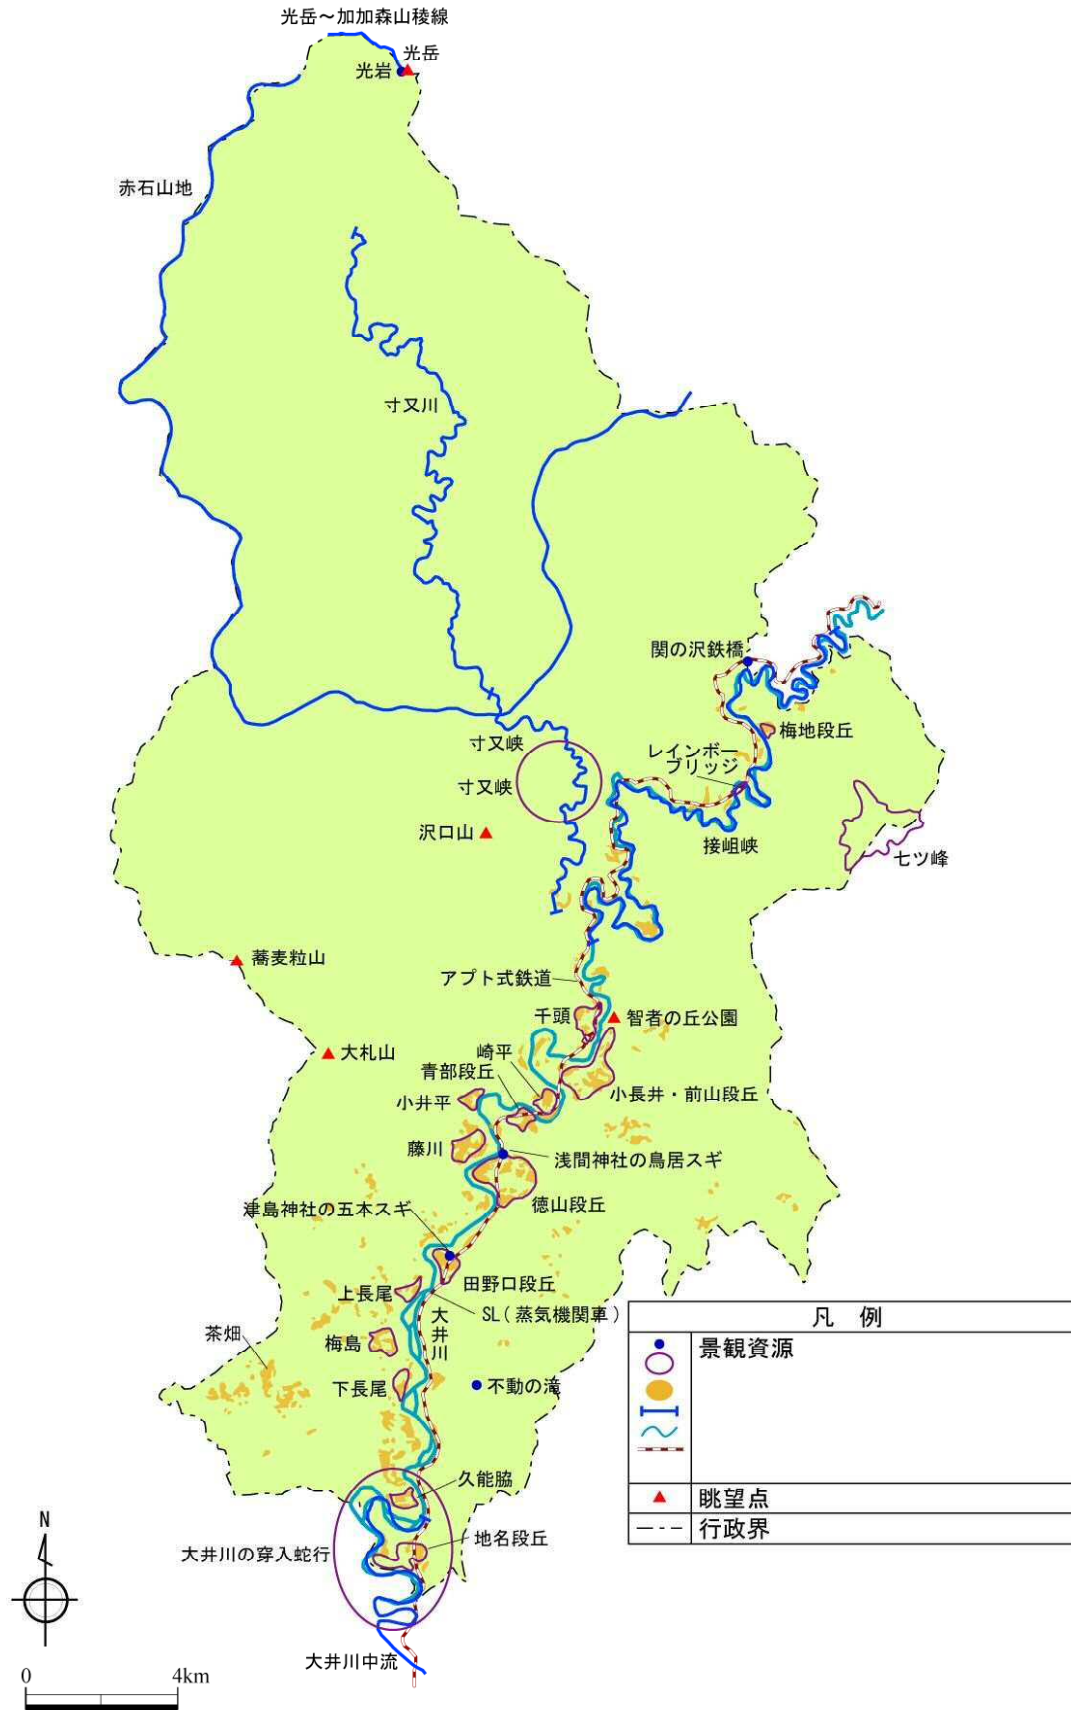 光岳～加加森山稜線
光岳
光岩
赤石山地
寸又川
関の沢鉄橋
梅地段丘
寸又峡
レインボー
ブリッジ
寸又峡
沢口山
接岨峡
七ツ峰
蕎麦粒山
アプト式鉄道
千頭
智者の丘公園
崎平
大札山
青部段丘
小井平
小長井・前山段丘
藤川
浅間神社の鳥居スギ
徳山段丘
津島神社の五本スギ
田野口段丘
上長尾
SL(蒸気機関車)
大井川
茶畑
梅島
下長尾
不動の滝
凡 例
景観資源
眺望点
行政界
久能脇
地名段丘
大井川の穿入蛇行
大井川中流
N
0 4km